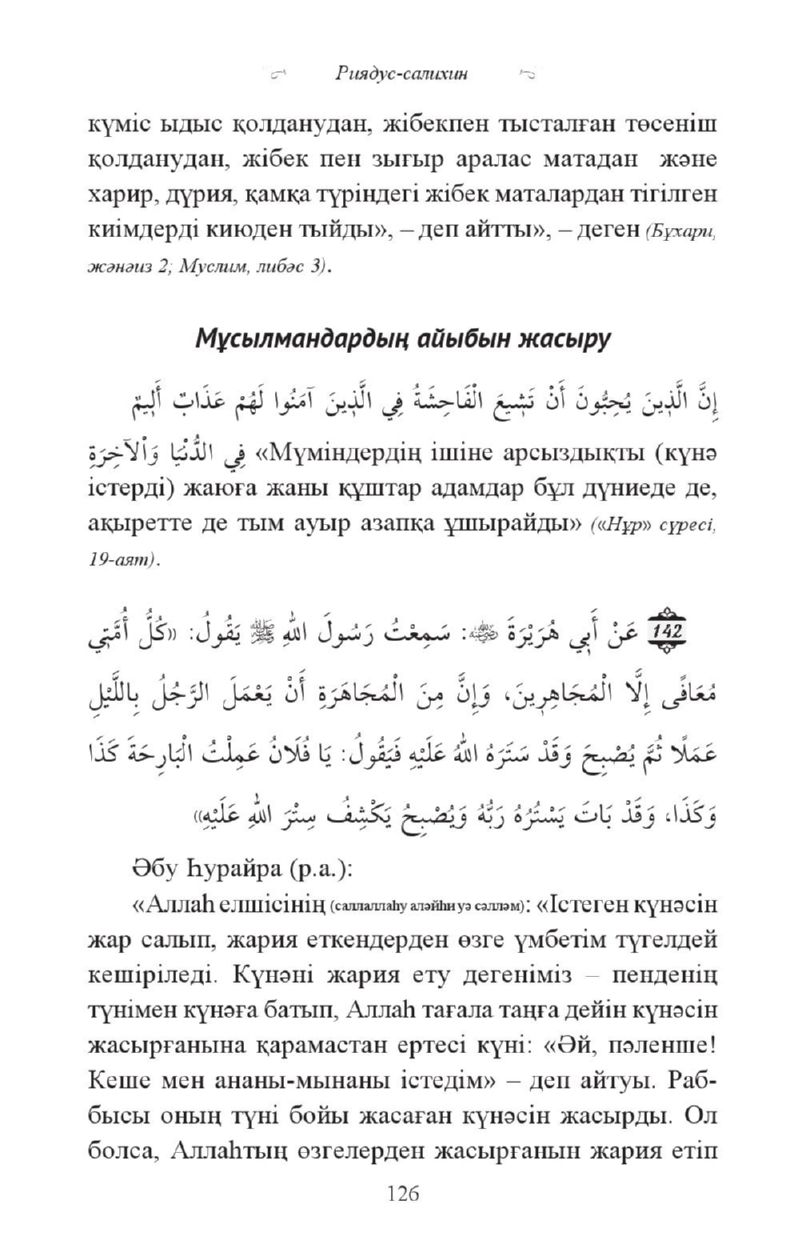 Риядус-салихин
күміс ыдыс қолданудан, жібекпен тысталған төсеніш
қолданудан, жібек пен зығыр аралас матадан және
харир, дүрия, қамқа түріндегі жібек маталардан тігілген
киімдерді киюден тыйды», – деп айтты», – деген (Бұхари,
жәнәиз 2; Муслим, либәс 3).
Мұсылмандардың айыбын жасыру
إِنَّ الَّذِينَ يُحِبُّونَ أَنْ تَشِيعَ الْفَاحِشَةُ فِي الَّذِينَ آمَنُوا لَهُمْ عَذَابٌ أَلِيمٌ
فِي الدُّنْيَا وَالْآخِرَةِ «Мүміндердің ішіне арсыздықты (күнә
істерді) жаюға жаны құштар адамдар бұл дүниеде де,
ақыретте де тым ауыр азапқа ұшырайды» («Нұр» сүресі,
19-аят).
142 عَنْ أَبِي هُرَيْرَةَ ﷺ: سَمِعْتُ رَسُولَ اللهِ ﷺ يَقُولُ: «كُلُّ أُمَّتِي
مُعَافًى إِلَّا الْمُجَاهِرِينَ، وَإِنَّ مِنَ الْمُجَاهَرَةِ أَنْ يَعْمَلَ الرَّجُلُ بِاللَّيْلِ
عَمَلًا ثُمَّ يُصْبِحَ وَقَدْ سَتَرَهُ اللهُ عَلَيْهِ فَيَقُولُ: يَا فُلَانُ عَمِلْتُ الْبَارِحَةَ كَذَا
وَكَذَا، وَقَدْ بَاتَ يَسْتُرُهُ رَبُّهُ وَيُصْبِحُ يَكْشِفُ سِتْرَ اللهِ عَلَيْهِ»
Әбу Һурайра (р.а.):
«Аллаһ елшісінің (саллаллаһу аләйһи уә сәлләм): «Істеген күнәсін
жар салып, жария еткендерден өзге үмбетім түгелдей
кешіріледі. Күнәні жария ету дегеніміз – пенденің
түнімен күнәға батып, Аллаһ тағала таңға дейін күнәсін
жасырғанына қарамастан ертесі күні: «Әй, пәленше!
Кеше мен ананы-мынаны істедім» – деп айтуы. Раб-
бысы оның түні бойы жасаған күнәсін жасырды. Ол
болса, Аллаһтың өзгелерден жасырғанын жария етіп
126